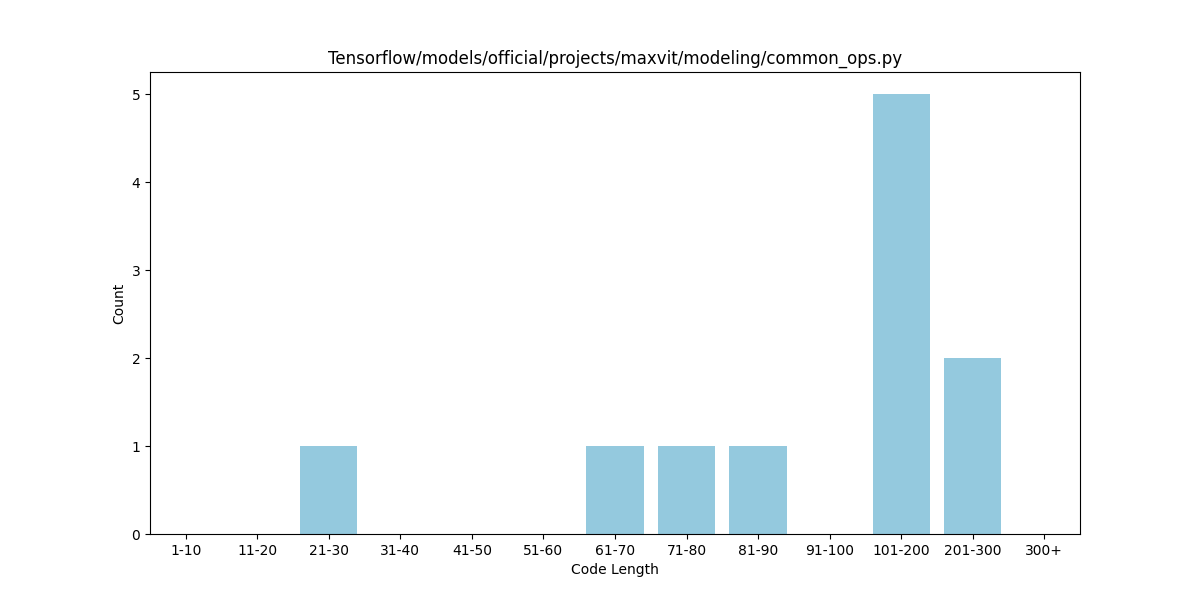 Tensorflow/models/official/projects/maxvit/modeling/common_ops.py
5
4
3
2
1
0
Count
1-10 11-20 21-30 31-40 41-50 51-60 61-70 71-80 81-90 91-100 101-200 201-300 300+
Code Length